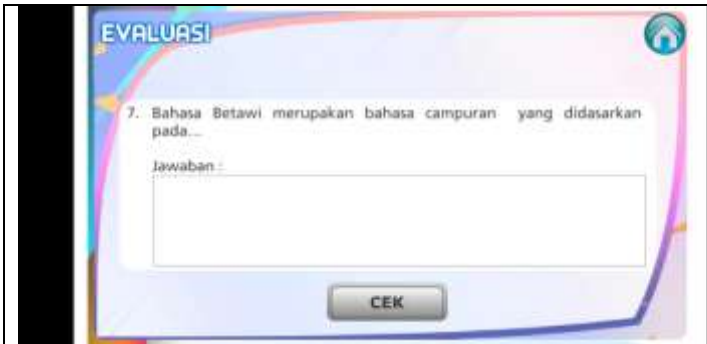 EVALUASI
7. Bahasa Betawi merupakan bahasa campuran yang didasarkan
pada...
Jawaban :
CEK